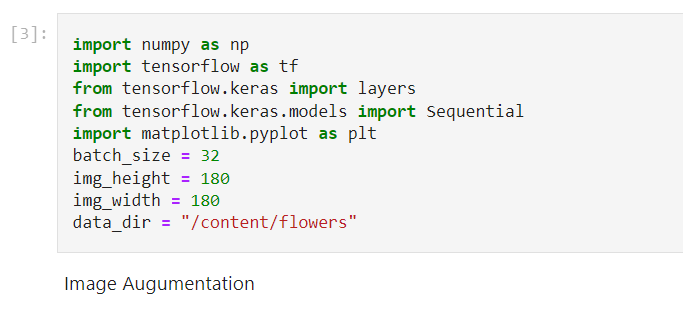 [3]:
import numpy as np
import tensorflow as tf
from tensorflow.keras import layers
from tensorflow.keras.models import Sequential
import matplotlib.pyplot as plt
batch_size = 32
img_height = 180
img_width = 180
data_dir = "/content/flowers"
Image Augumentation